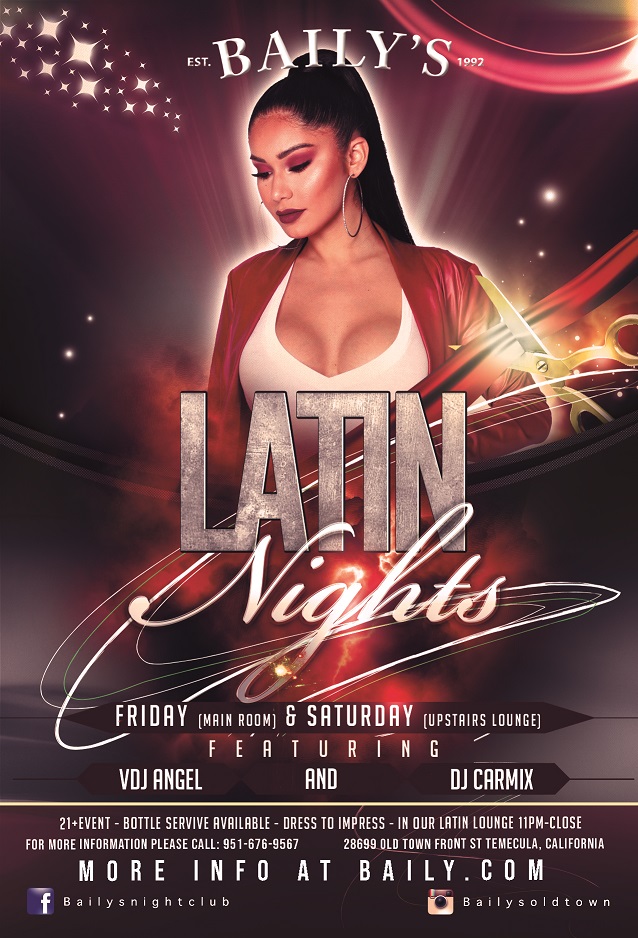 EST. BAILY'S 1992
LATIN
Nights
FRIDAY (MAIN ROOM) & SATURDAY (UPSTAIRS LOUNGE)
FEATURING
VDJ ANGEL AND DJ CARMIX
21+EVENT - BOTTLE SERVIVE AVAILABLE - DRESS TO IMPRESS - IN OUR LATIN LOUNGE 11PM-CLOSE
FOR MORE INFORMATION PLEASE CALL: 951-676-9567 28699 OLD TOWN FRONT ST TEMECULA, CALIFORNIA
MORE INFO AT BAILY.COM
f Bailysnightclub Bailysoldtown